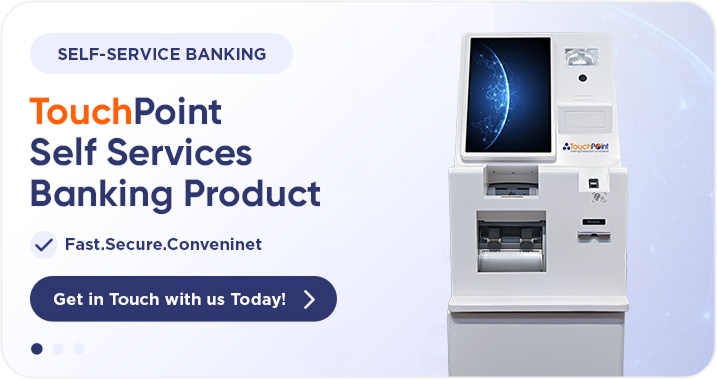 SELF-SERVICE BANKING
TouchPoint
Self Services
Banking Product
Fast.Secure.Conveninet
Get in Touch with us Today!
TouchPoint